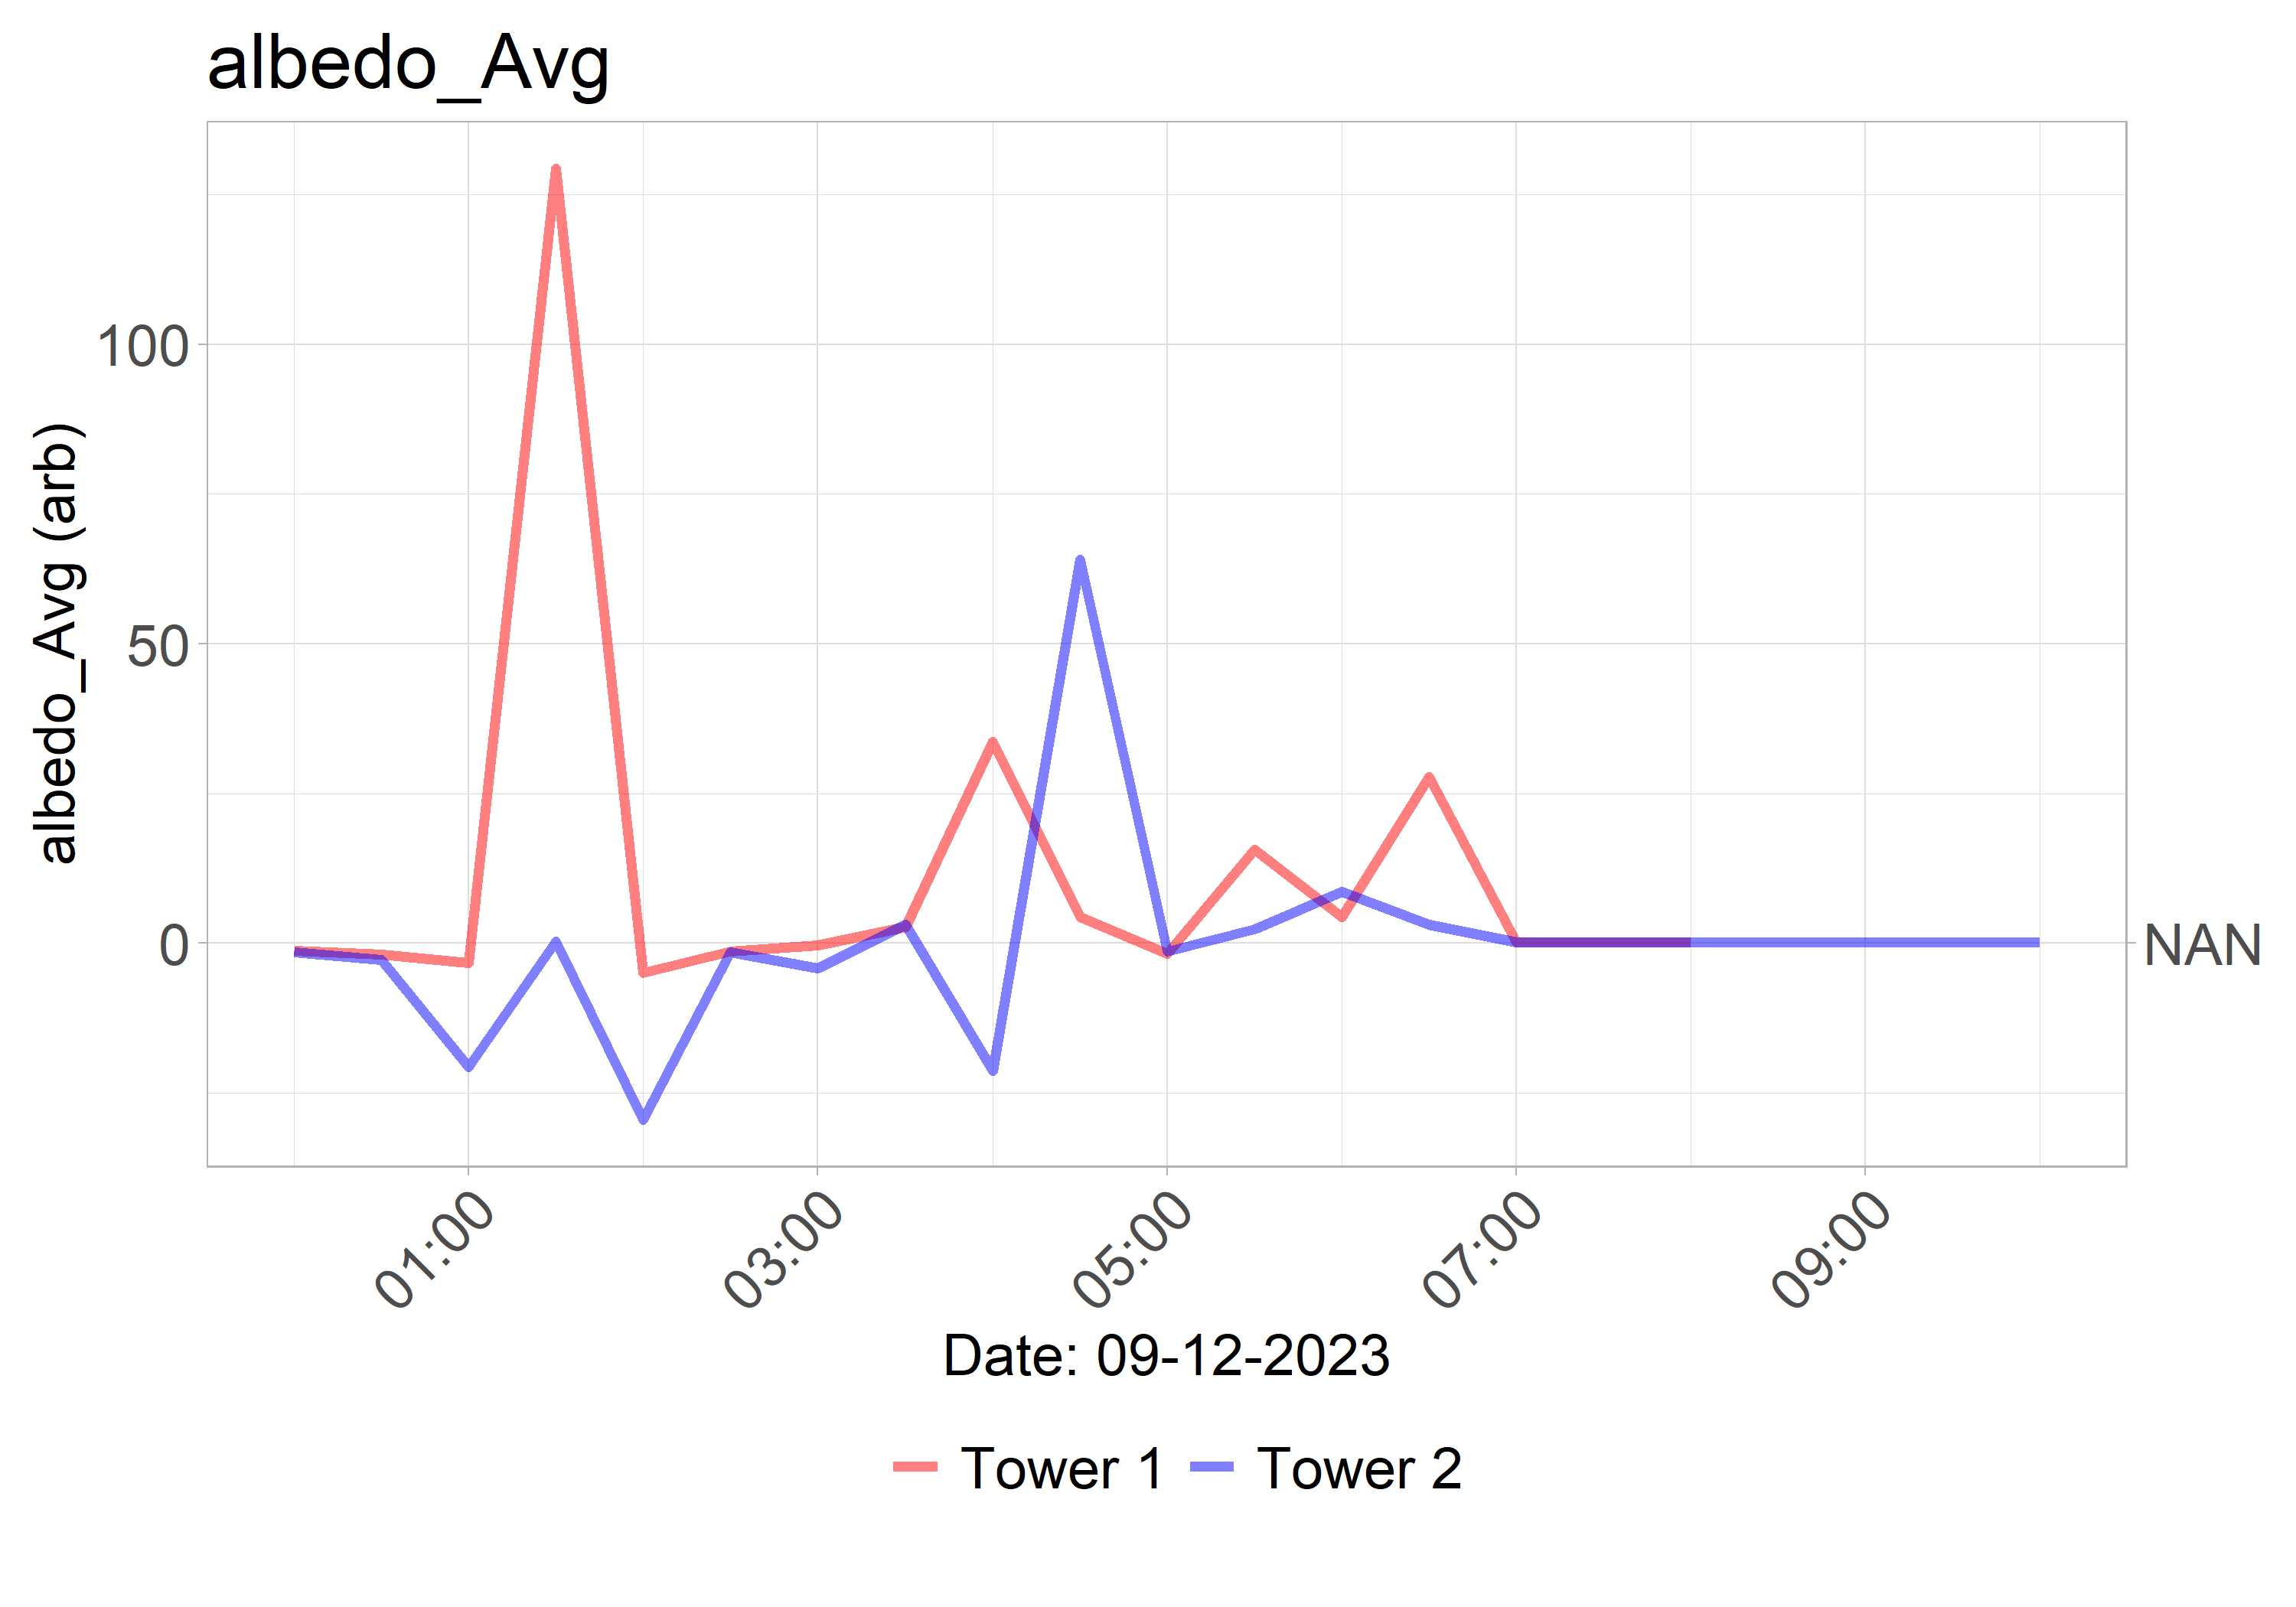 albedo_Avg
albedo_Avg (arb)
100
50
0
NAN
01:00
03:00
05:00
07:00
09:00
Date: 09-12-2023
Tower 1
Tower 2